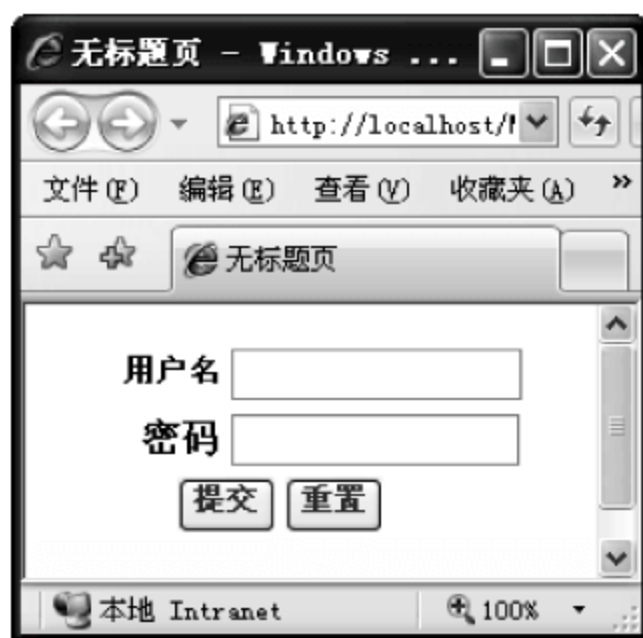 无标题页 - Windows ...
http://localhost/
文件(F) 编辑(E) 查看(V) 收藏夹(A) »
无标题页
用户名
密码
提交 重置
本地 Intranet 100%